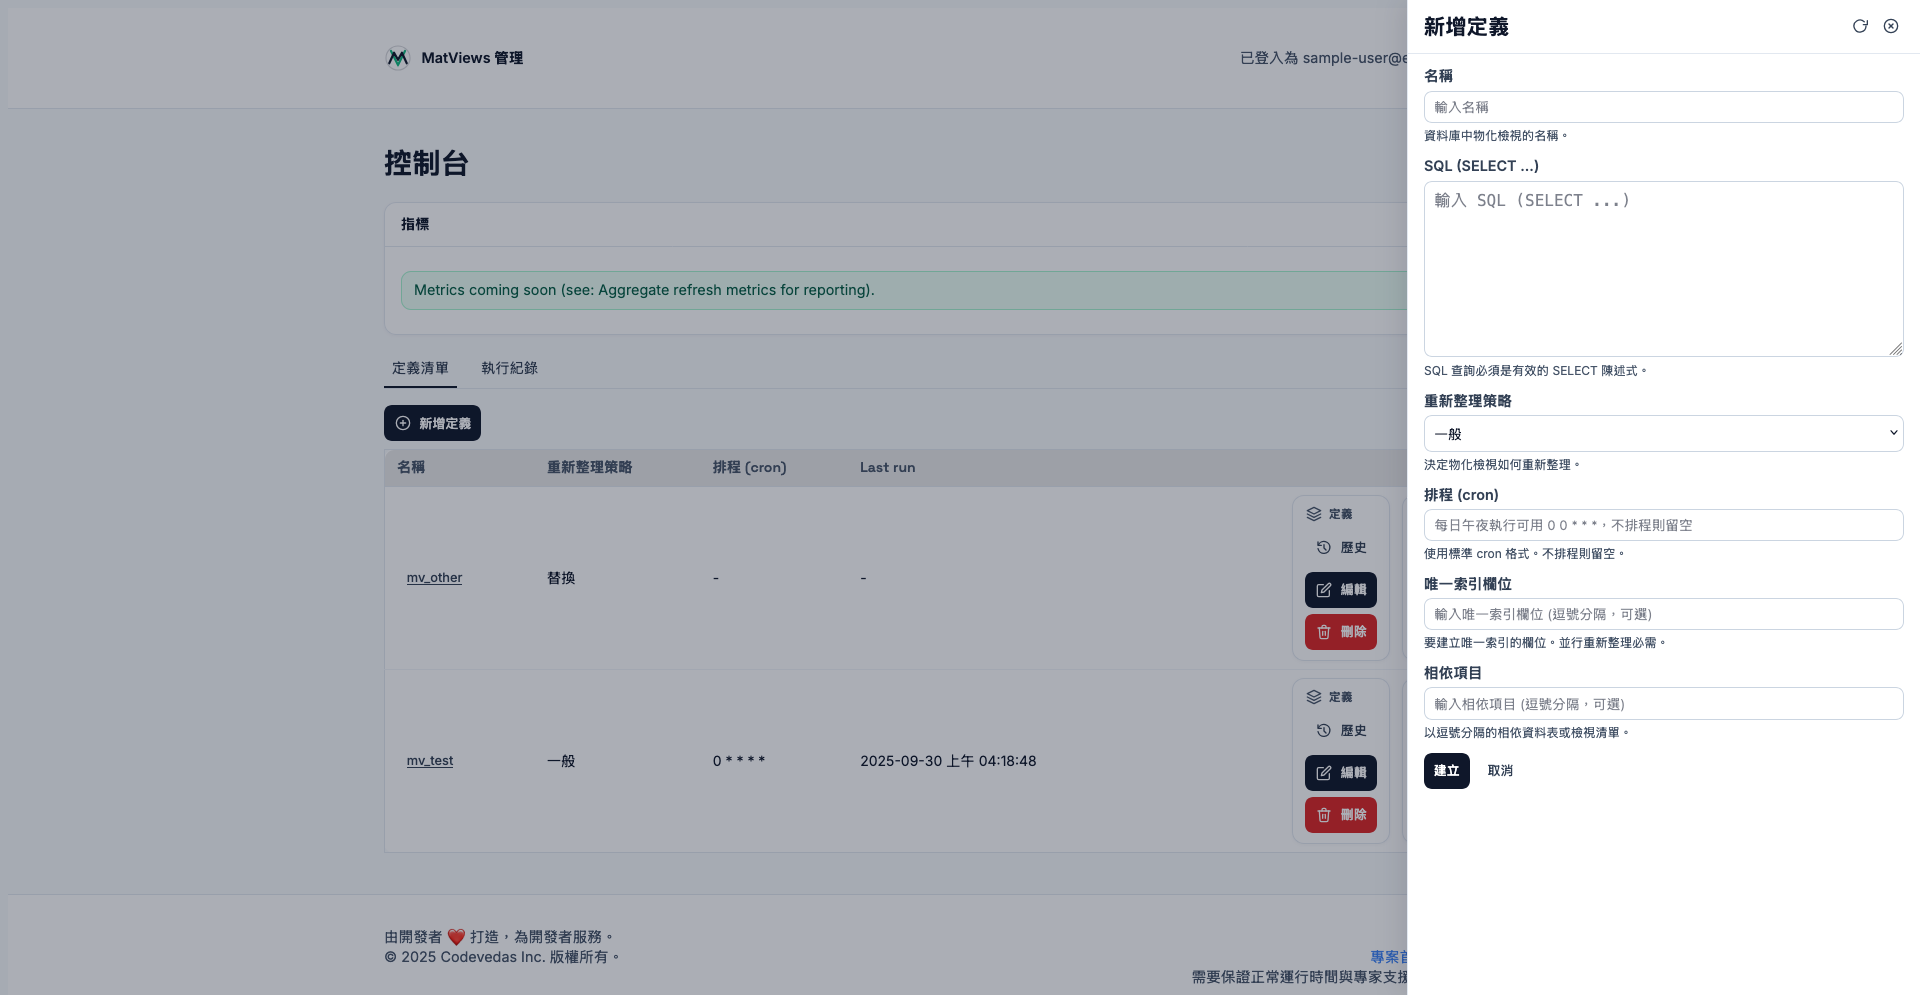 MatViews 管理
已登入為 sample-user@e
控制台
指標
Metrics coming soon (see: Aggregate refresh metrics for reporting).
定義清單 執行紀錄
新增定義
名稱 重新整理策略 排程 (cron) Last run
定義
歷史
mv_other 替換 - -
編輯
刪除
定義
歷史
mv_test 一般 0 * * * * 2025-09-30 上午 04:18:48
編輯
刪除
由開發者 ❤️ 打造，為開發者服務。
© 2025 Codevedas Inc. 版權所有。
專案首
需要保證正常運行時間與專家支援
新增定義
名稱
輸入名稱
資料庫中物化檢視的名稱。
SQL (SELECT …)
輸入 SQL (SELECT ...)
SQL 查詢必須是有效的 SELECT 陳述式。
重新整理策略
一般
決定物化檢視如何重新整理。
排程 (cron)
每日午夜執行可用 0 0 * * *，不排程則留空
使用標準 cron 格式。不排程則留空。
唯一索引欄位
輸入唯一索引欄位 (逗號分隔，可選)
要建立唯一索引的欄位。並行重新整理必需。
相依項目
輸入相依項目 (逗號分隔，可選)
以逗號分隔的相依資料表或檢視清單。
建立 取消